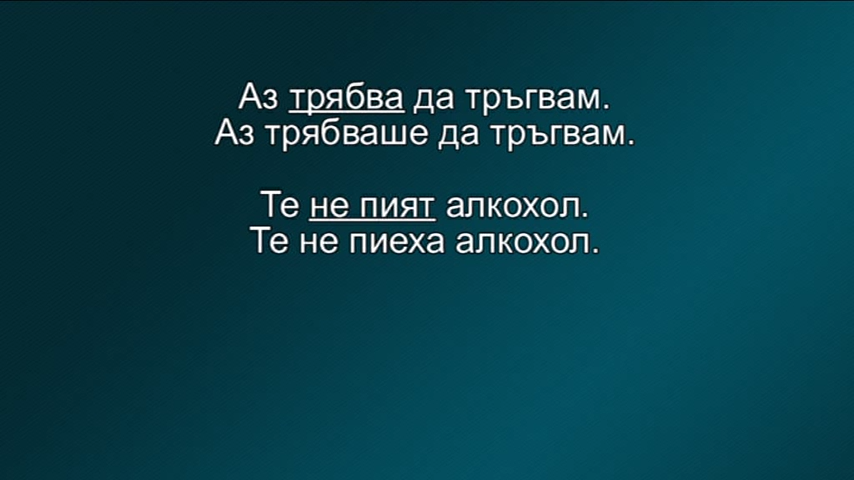 Аз трябва да тръгвам.
Аз трябваше да тръгвам.
Те не пият алкохол.
Те не пиеха алкохол.